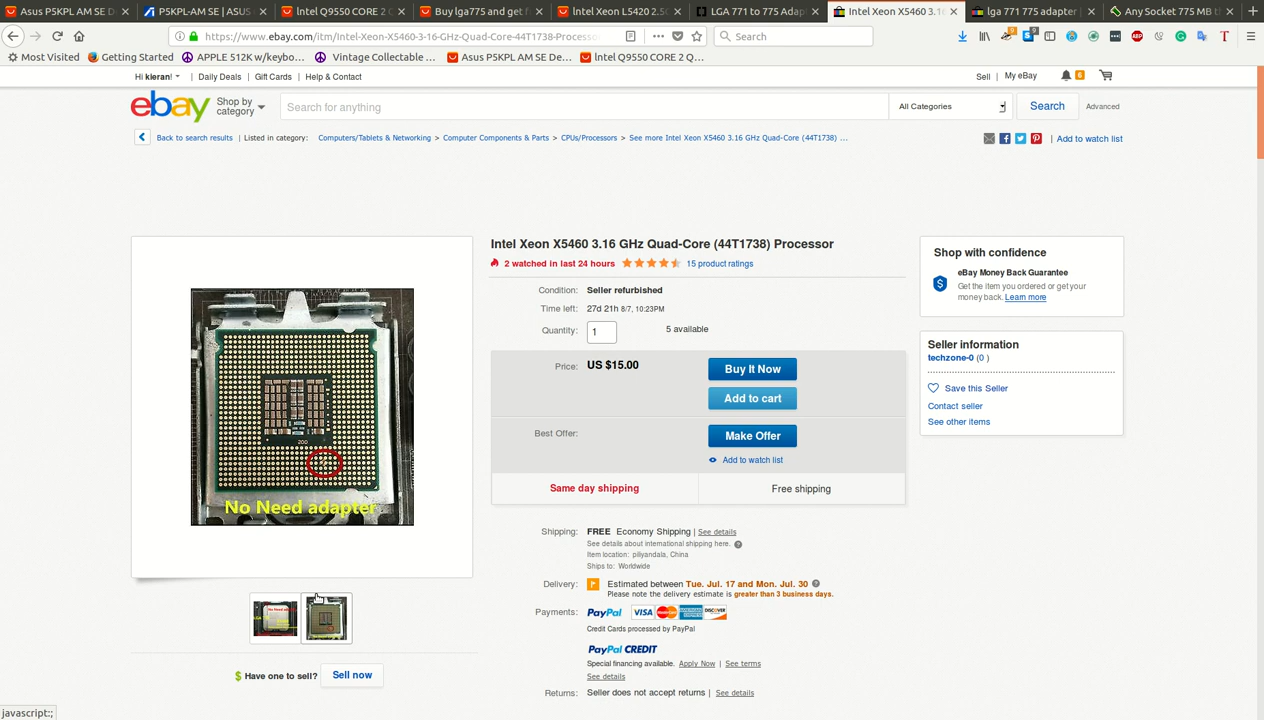 Asus P5KPL AM SE D
P5KPL-AM SE | ASUS
Intel Q9550 CORE 2 Q
Buy lga775 and get f
Intel Xeon L5420 2.5
LGA 771 to 775 Adap
Intel Xeon X5460 3.1
lga 771 775 adapter
Any Socket 775 MB t
https://www.ebay.com/itm/Intel-Xeon-X5460-3-16-GHz-Quad-Core-44T1738-Processo
Search
Most Visited
Getting Started
APPLE 512K w/keybo...
Vintage Collectable ...
Asus P5KPL AM SE De...
Intel Q9550 CORE 2 Q...
Hi kieran!
Daily Deals
Gift Cards
Help & Contact
Sell
My eBay
6
ebay
Shop by category
Search for anything
All Categories
Search
Advanced
Back to search results | Listed in category:
Computers/Tablets & Networking > Computer Components & Parts > CPUs/Processors > See more Intel Xeon X5460 3.16 GHz Quad-Core (44T1738) ...
| Add to watch list
No Need adapter
Intel Xeon X5460 3.16 GHz Quad-Core (44T1738) Processor
2 watched in last 24 hours
15 product ratings
Condition: Seller refurbished
Time left: 27d 21h 8/7, 10:23PM
Quantity: 1
5 available
Price: US $15.00
Buy It Now
Add to cart
Best Offer:
Make Offer
Add to watch list
Same day shipping
Free shipping
Shipping: FREE Economy Shipping | See details
See details about international shipping here.
Item location: piliyandala, China
Ships to: Worldwide
Delivery: Estimated between Tue. Jul. 17 and Mon. Jul. 30
Please note the delivery estimate is greater than 3 business days.
Payments: PayPal VISA MasterCard DISCOVER
Credit Cards processed by PayPal
PayPal CREDIT
Special financing available. Apply Now | See terms
See details
Returns: Seller does not accept returns | See details
Shop with confidence
eBay Money Back Guarantee
Get the item you ordered or get your
money back. Learn more
Seller information
techzone-0 (0 )
Save this Seller
Contact seller
See other items
Have one to sell? Sell now
javascript:;